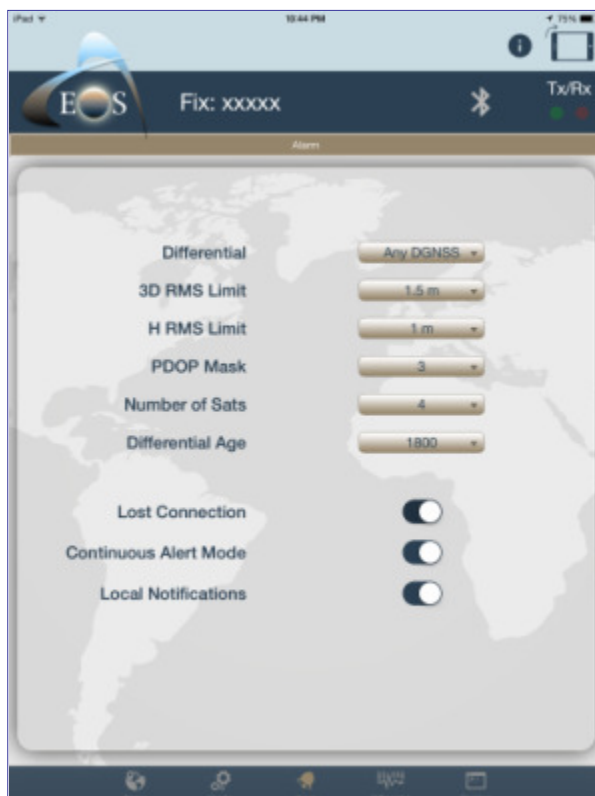 iPad
10:44 PM
75%
EOS
Fix: xxxxx
Tx/Rx
Alarm
Differential Any DGNSS
3D RMS Limit 1.5 m
H RMS Limit 1 m
PDOP Mask 3
Number of Sats 4
Differential Age 1800
Lost Connection
Continuous Alert Mode
Local Notifications